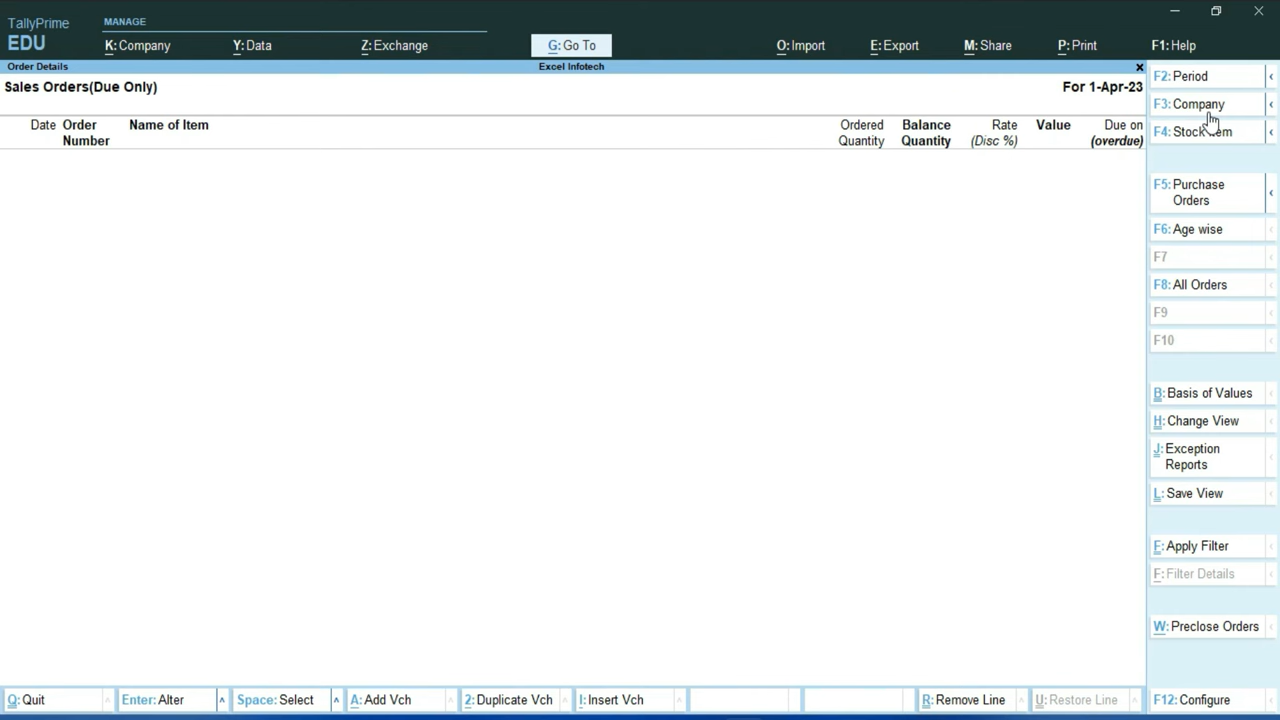 TallyPrime
EDU
MANAGE
K: Company
Y: Data
Z: Exchange
G: Go To
O: Import
E: Export
M: Share
P: Print
F1: Help
Order Details
Excel Infotech
x
Sales Orders(Due Only)
For 1-Apr-23
Date
Order Number
Name of Item
Ordered Quantity
Balance Quantity
Rate
(Disc %)
Value
Due on
(overdue)
F2: Period
F3: Company
F4: Stock Item
F5: Purchase
Orders
F6: Age wise
F7
F8: All Orders
F9
F10
B: Basis of Values
H: Change View
J: Exception
Reports
L: Save View
F: Apply Filter
F: Filter Details
W: Preclose Orders
Q: Quit
Enter: Alter
Space: Select
A: Add Vch
2: Duplicate Vch
I: Insert Vch
R: Remove Line
U: Restore Line
F12: Configure